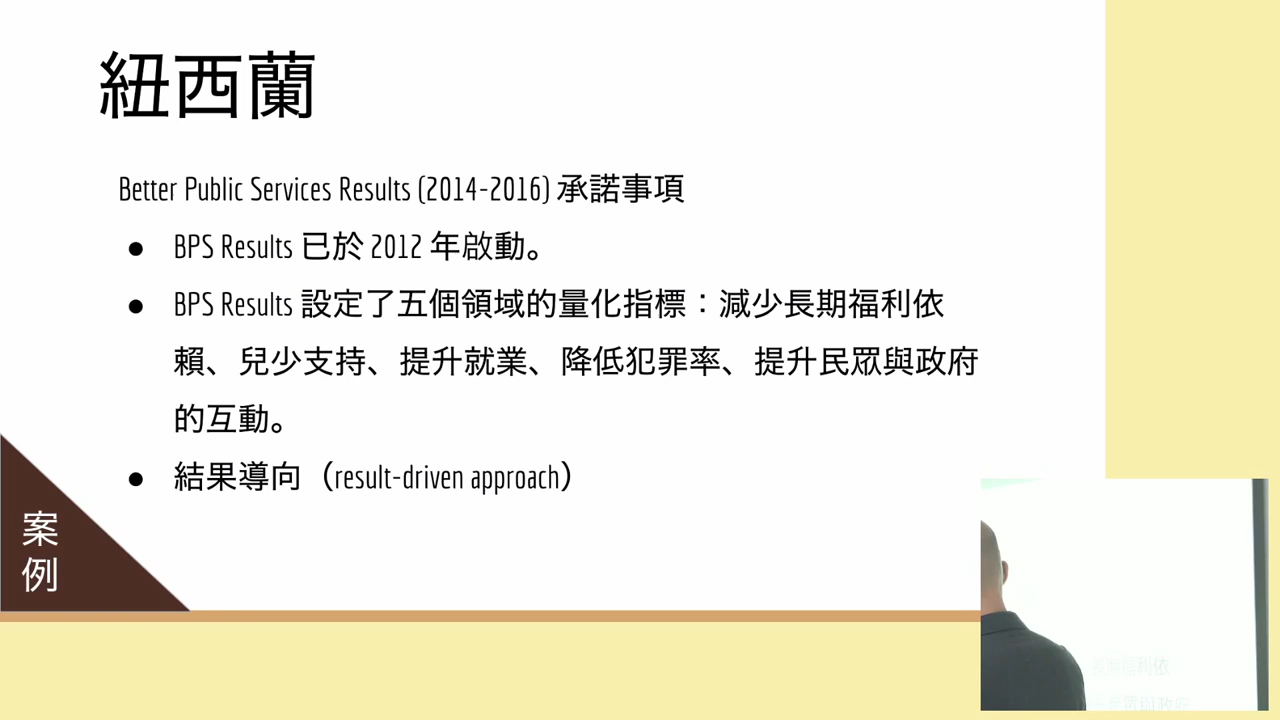 紐西蘭
Better Public Services Results (2014-2016) 承諾事項
● BPS Results 已於 2012 年啟動。
● BPS Results 設定了五個領域的量化指標：減少長期福利依
賴、兒少支持、提升就業、降低犯罪率、提升民眾與政府
的互動。
● 結果導向（result-driven approach）
案
例
福利依